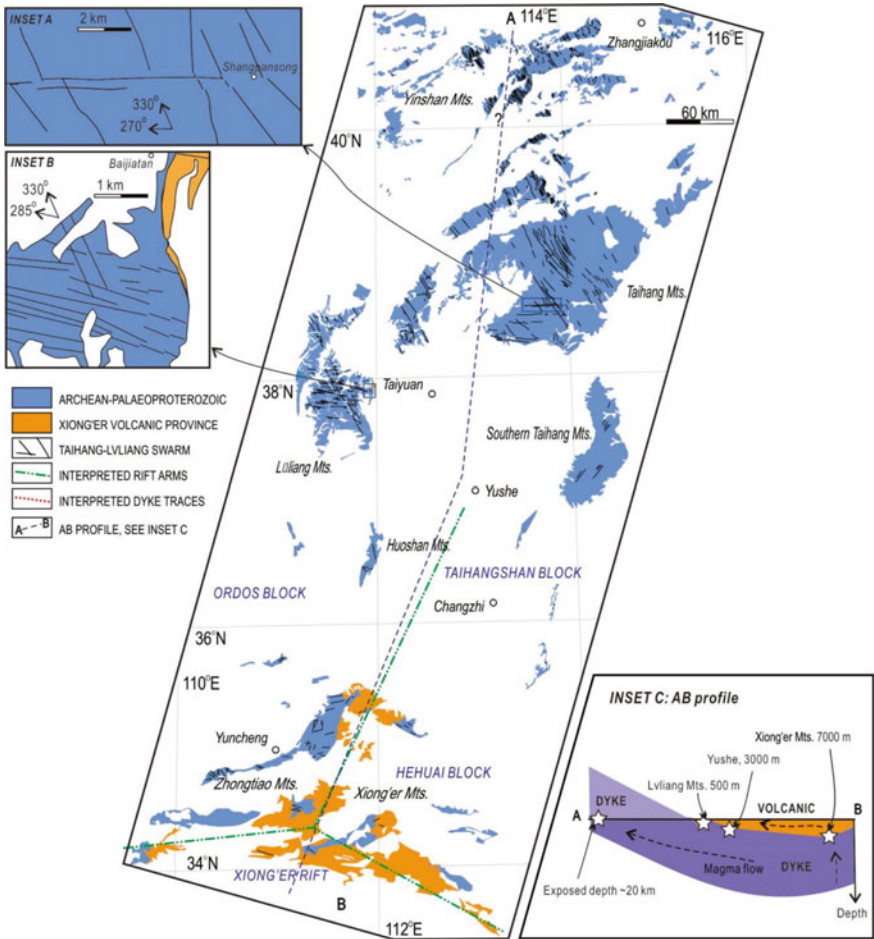 INSET A
2 km
Shangpansong
330°
270°
INSET B
Baijiatan
1 km
330°
285°
ARCHEAN-PALAEOPROTEROZOIC
XIONG'ER VOLCANIC PROVINCE
TAIHANG-LVLIANG SWARM
INTERPRETED RIFT ARMS
INTERPRETED DYKE TRACES
A B AB PROFILE, SEE INSET C
A
114°E
Zhangjiakou
116°E
Yinshan Mts.
?
60 km
40°N
Taihang Mts.
38°N
Taiyuan
Southern Taihang Mts.
Lüliang Mts.
Yushe
Huoshan Mts.
ORDOS BLOCK
TAIHANGSHAN BLOCK
Changzhi
36°N
110°E
Yuncheng
Zhongtiao Mts.
HEHUAI BLOCK
Xiong'er Mts.
34°N
XIONG'ER RIFT
B
112°E
INSET C: AB profile
Xiong'er Mts. 7000 m
Yushe, 3000 m
Lvliang Mts. 500 m
A
DYKE
VOLCANIC
B
Magma flow
DYKE
Exposed depth ~20 km
Depth